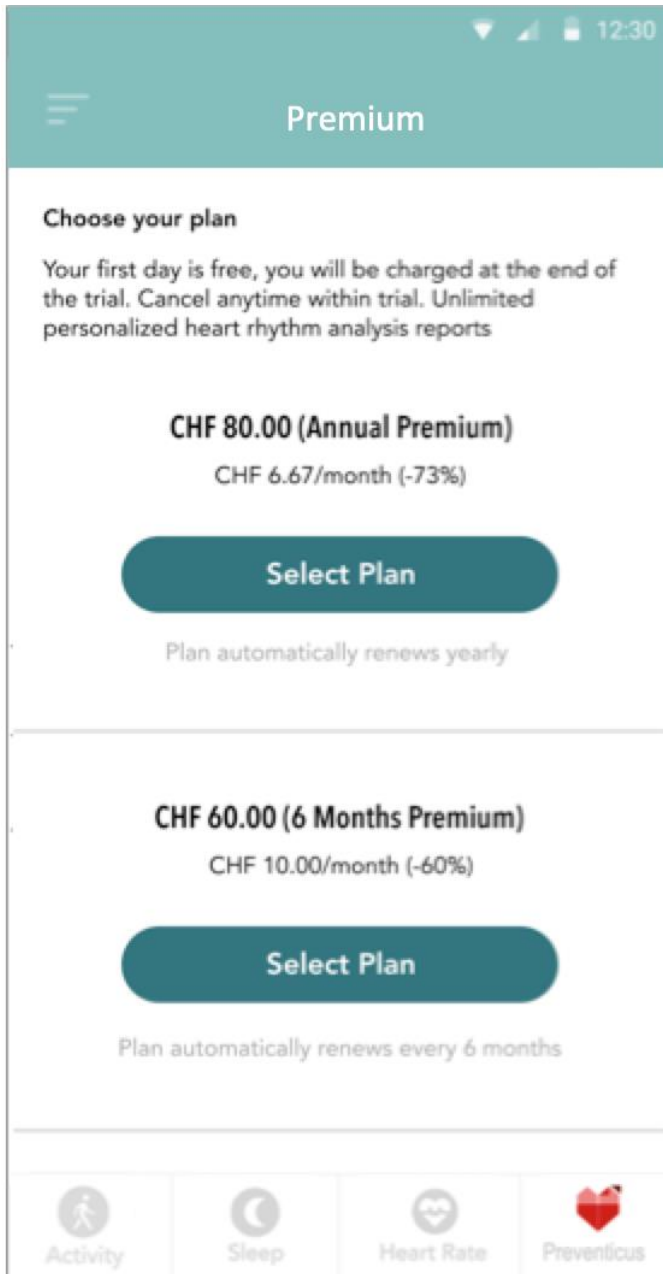 12:30
Premium
Choose your plan
Your first day is free, you will be charged at the end of
the trial. Cancel anytime within trial. Unlimited
personalized heart rhythm analysis reports
CHF 80.00 (Annual Premium)
CHF 6.67/month (-73%)
Select Plan
Plan automatically renews yearly
CHF 60.00 (6 Months Premium)
CHF 10.00/month (-60%)
Select Plan
Plan automatically renews every 6 months
Activity Sleep Heart Rate Preventicus